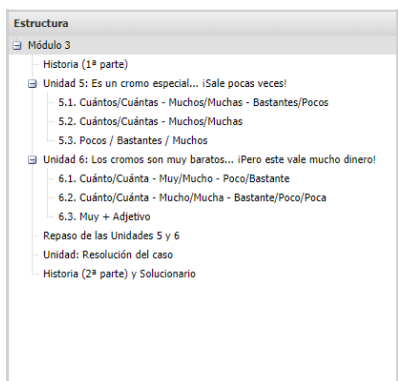 Estructura
Módulo 3
Historia (1ª parte)
Unidad 5: Es un cromo especial... ¡Sale pocas veces!
5.1. Cuántos/Cuántas - Muchos/Muchas - Bastantes/Pocos
5.2. Cuántos/Cuántas - Muchos/Muchas
5.3. Pocos / Bastantes / Muchos
Unidad 6: Los cromos son muy baratos... ¡Pero este vale mucho dinero!
6.1. Cuánto/Cuánta - Muy/Mucho - Poco/Bastante
6.2. Cuánto/Cuánta - Mucho/Mucha - Bastante/Poco/Poca
6.3. Muy + Adjetivo
Repaso de las Unidades 5 y 6
Unidad: Resolución del caso
Historia (2ª parte) y Solucionario